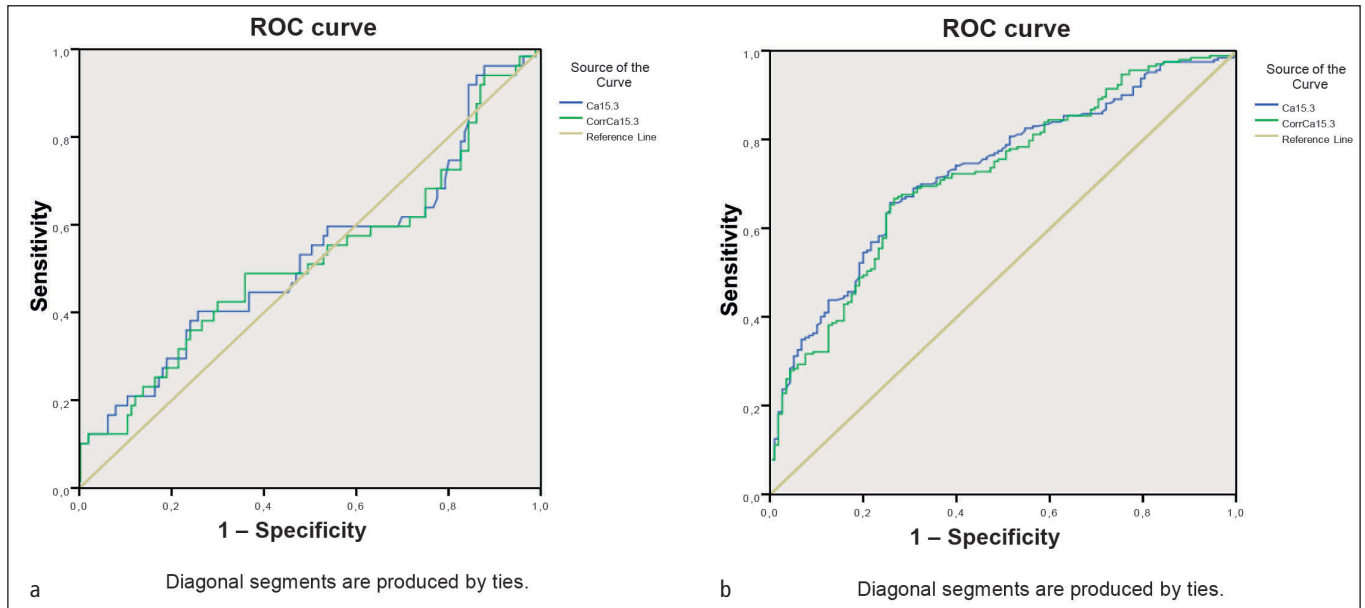 ROC curve
1,0
0,8
0,6
0,4
0,2
0,0
Sensitivity
0,0 0,2 0,4 0,6 0,8 1,0
1 – Specificity
Source of the
Curve
Ca15.3
CorrCa15.3
Reference Line
a
Diagonal segments are produced by ties.
ROC curve
1,0
0,8
0,6
0,4
0,2
0,0
Sensitivity
0,0 0,2 0,4 0,6 0,8 1,0
1 – Specificity
Source of the
Curve
Ca15.3
CorrCa15.3
Reference Line
b
Diagonal segments are produced by ties.